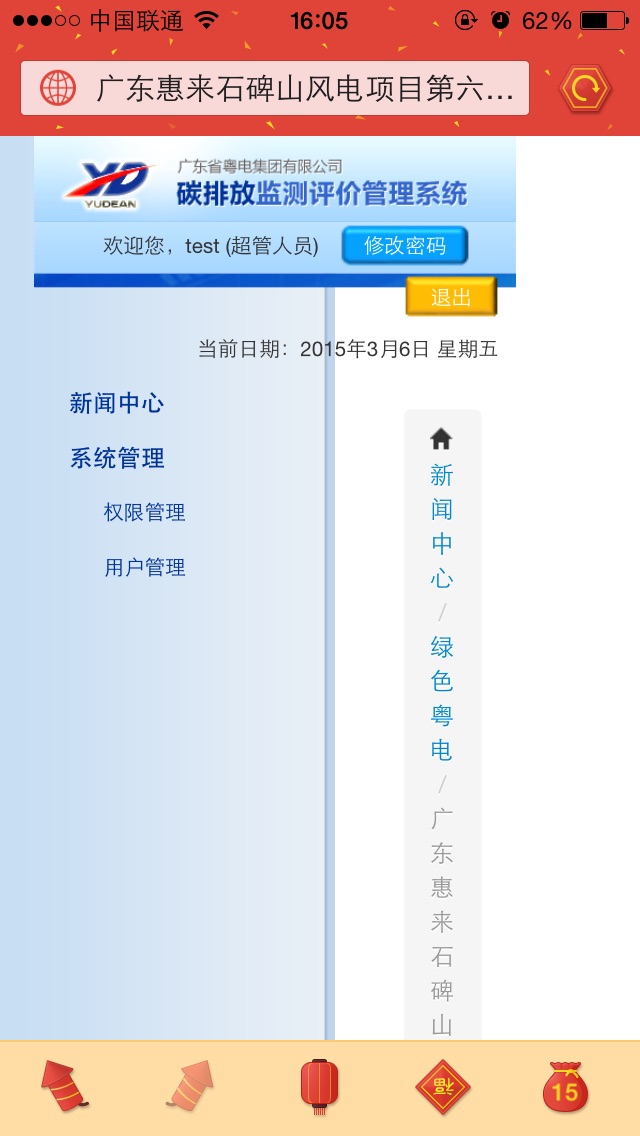 中国联通 16:05 62%
广东惠来石碑山风电项目第六...
YD
YUDEAN
广东省粤电集团有限公司
碳排放监测评价管理系统
欢迎您，test (超管人员) 修改密码
退出
当前日期：2015年3月6日 星期五
新闻中心
系统管理
权限管理
用户管理
新
闻
中
心
/
绿
色
粤
电
/
广
东
惠
来
石
碑
山
福
15